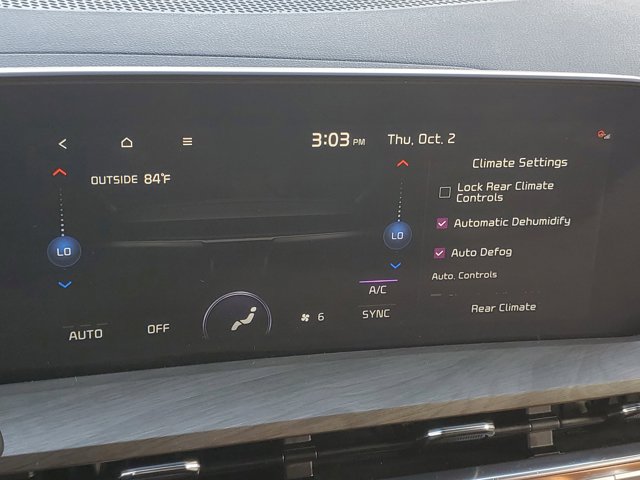 3:03 PM Thu, Oct. 2
OUTSIDE 84°F
LO
AUTO
OFF
6
LO
A/C
SYNC
Climate Settings
Lock Rear Climate
Controls
Automatic Dehumidify
Auto Defog
Auto. Controls
Rear Climate